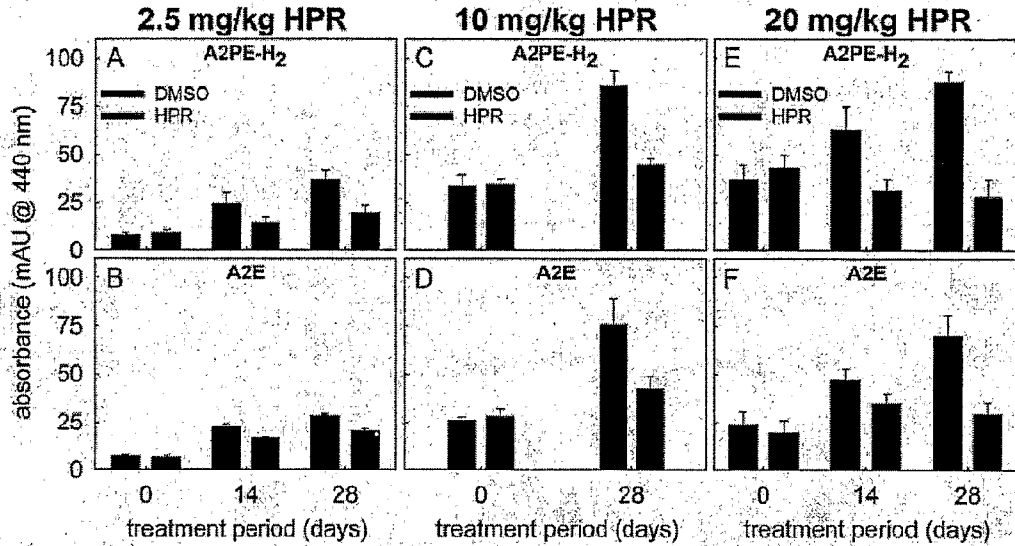 2.5 mg/kg HPR 10 mg/kg HPR 20 mg/kg HPR
A A2PE-H2 C A2PE-H2 E A2PE-H2
DMSO DMSO DMSO
HPR HPR HPR
100
75
50
25
0
B A2E D A2E F A2E
100
75
50
25
0
absorbance (mAU @ 440 nm)
0 14 28 0 28 0 14 28
treatment period (days) treatment period (days) treatment period (days)